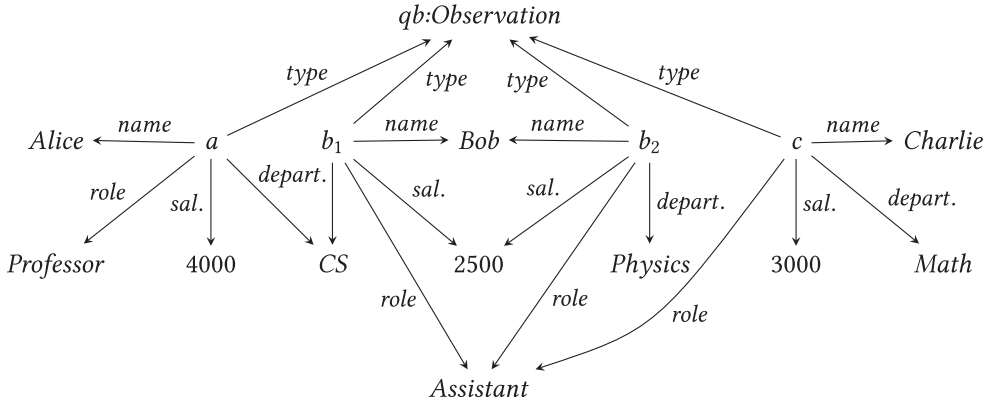 qb:Observation
type type type type
Alice name a b₁ name Bob name b₂ c name Charlie
role sal. depart. sal. sal. depart. sal. depart.
Professor 4000 CS 2500 Physics 3000 Math
role role role
Assistant